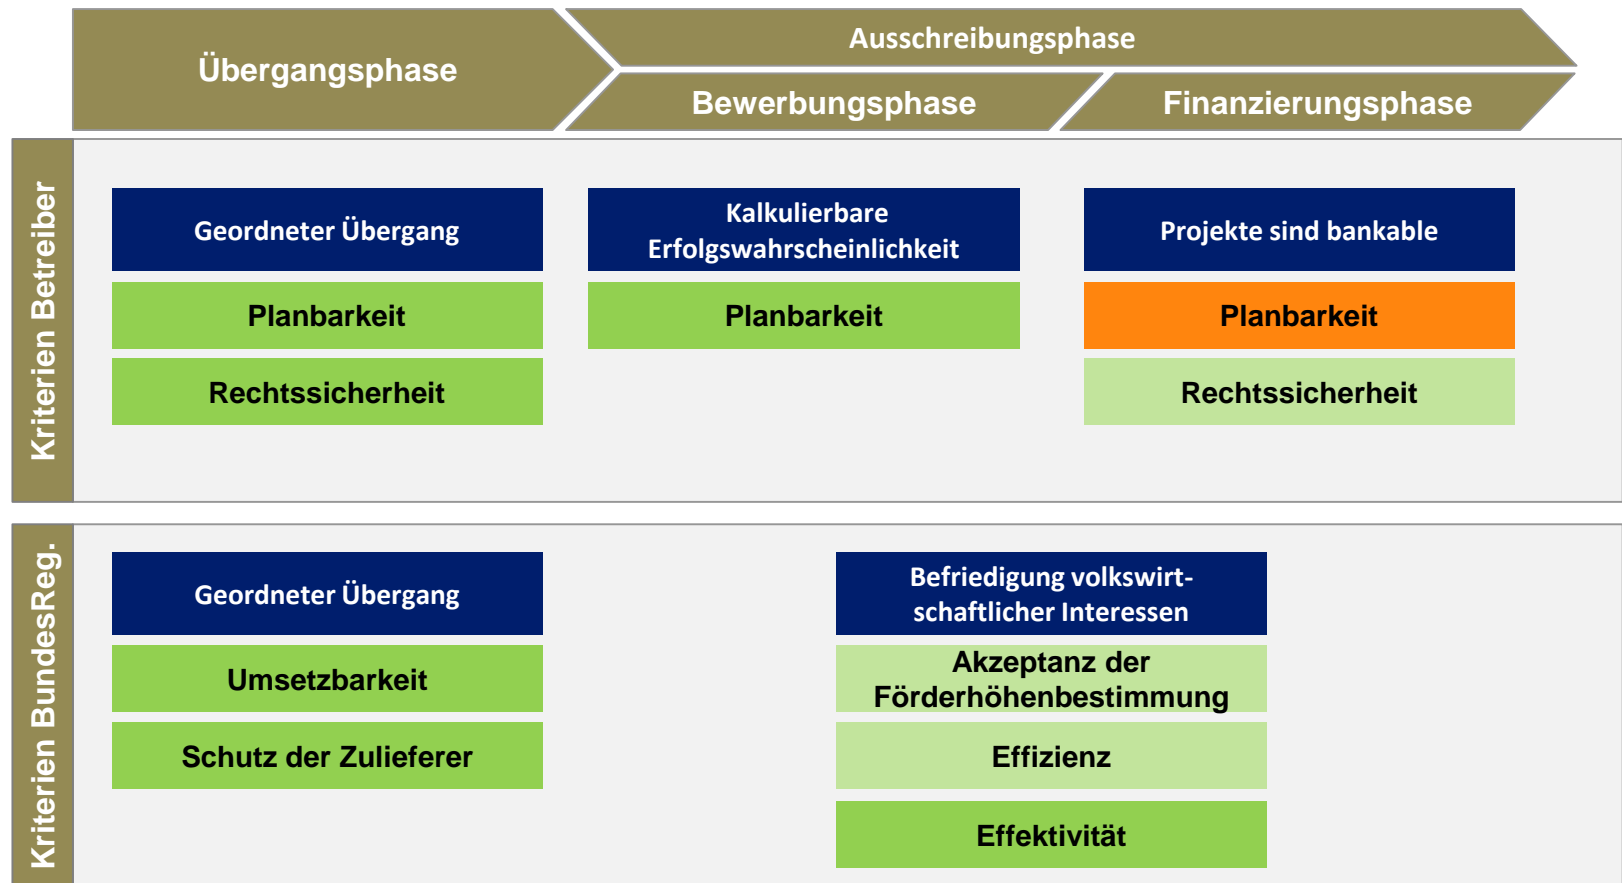 Übergangsphase
Ausschreibungsphase
Bewerbungsphase
Finanzierungsphase
Kriterien Betreiber
Geordneter Übergang
Planbarkeit
Rechtssicherheit
Kalkulierbare
Erfolgswahrscheinlichkeit
Planbarkeit
Projekte sind bankable
Planbarkeit
Rechtssicherheit
Kriterien BundesReg.
Geordneter Übergang
Umsetzbarkeit
Schutz der Zulieferer
Befriedigung volkswirt-
schaftlicher Interessen
Akzeptanz der
Förderhöhenbestimmung
Effizienz
Effektivität